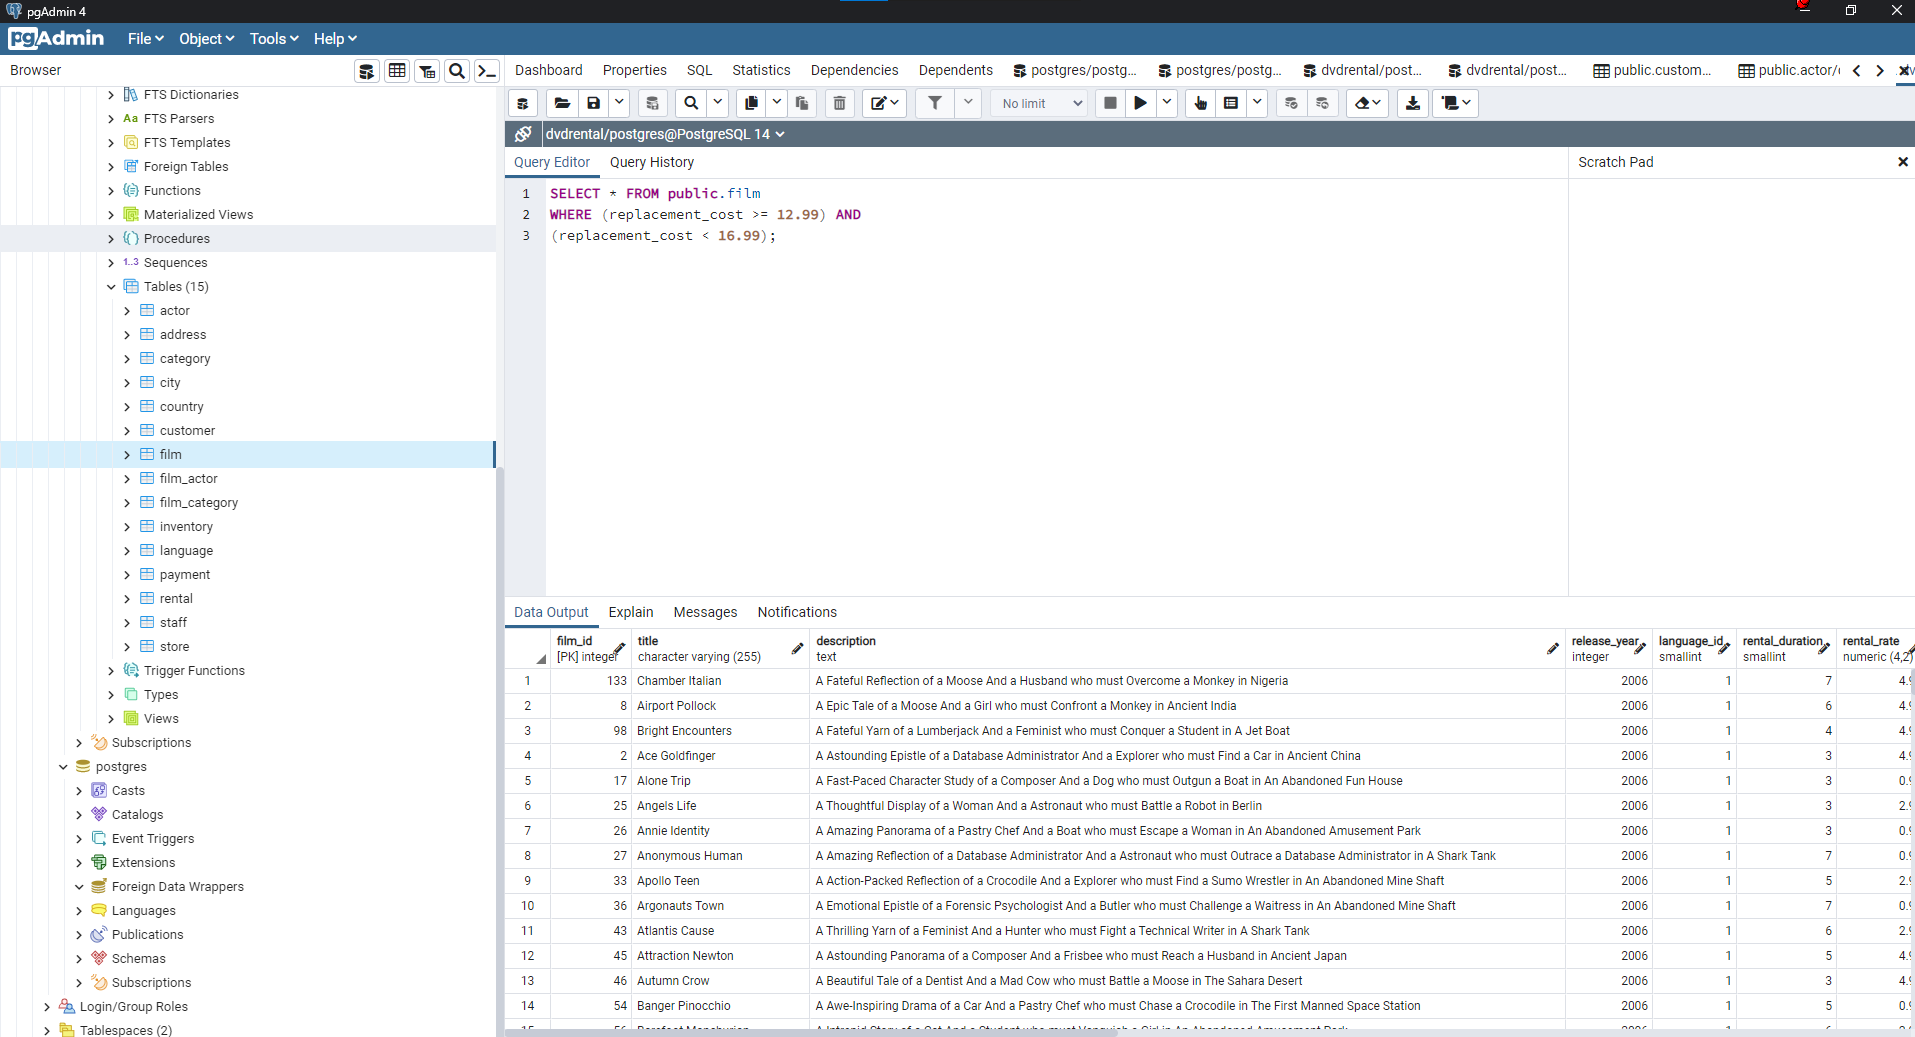 pgAdmin 4
pgAdmin File Object Tools Help
Browser
Dashboard Properties SQL Statistics Dependencies Dependents postgres/postg... postgres/postg... dvdrental/post... dvdrental/post... public.custom... public.actor/
No limit
dvdrental/postgres@PostgreSQL 14
Query Editor Query History
Scratch Pad
1 SELECT * FROM public.film
2 WHERE (replacement_cost >= 12.99) AND
3 (replacement_cost < 16.99);
FTS Dictionaries
Aa FTS Parsers
FTS Templates
Foreign Tables
Functions
Materialized Views
Procedures
1..3 Sequences
Tables (15)
actor
address
category
city
country
customer
film
film_actor
film_category
inventory
language
payment
rental
staff
store
Trigger Functions
Types
Views
Subscriptions
postgres
Casts
Catalogs
Event Triggers
Extensions
Foreign Data Wrappers
Languages
Publications
Schemas
Subscriptions
Login/Group Roles
Tablespaces (2)
Data Output Explain Messages Notifications
film_id title description release_year language_id rental_duration rental_rate
[PK] integer character varying (255) text integer smallint smallint numeric (4,2)
1 133 Chamber Italian A Fateful Reflection of a Moose And a Husband who must Overcome a Monkey in Nigeria 2006 1 7 4.9
2 8 Airport Pollock A Epic Tale of a Moose And a Girl who must Confront a Monkey in Ancient India 2006 1 6 4.9
3 98 Bright Encounters A Fateful Yarn of a Lumberjack And a Feminist who must Conquer a Student in A Jet Boat 2006 1 4 4.9
4 2 Ace Goldfinger A Astounding Epistle of a Database Administrator And a Explorer who must Find a Car in Ancient China 2006 1 3 4.9
5 17 Alone Trip A Fast-Paced Character Study of a Composer And a Dog who must Outgun a Boat in An Abandoned Fun House 2006 1 3 0.9
6 25 Angels Life A Thoughtful Display of a Woman And a Astronaut who must Battle a Robot in Berlin 2006 1 3 2.9
7 26 Annie Identity A Amazing Panorama of a Pastry Chef And a Boat who must Escape a Woman in An Abandoned Amusement Park 2006 1 3 0.9
8 27 Anonymous Human A Amazing Reflection of a Database Administrator And a Astronaut who must Outrace a Database Administrator in A Shark Tank 2006 1 7 0.9
9 33 Apollo Teen A Action-Packed Reflection of a Crocodile And a Explorer who must Find a Sumo Wrestler in An Abandoned Mine Shaft 2006 1 5 2.9
10 36 Argonauts Town A Emotional Epistle of a Forensic Psychologist And a Butler who must Challenge a Waitress in An Abandoned Mine Shaft 2006 1 7 0.9
11 43 Atlantis Cause A Thrilling Yarn of a Feminist And a Hunter who must Fight a Technical Writer in A Shark Tank 2006 1 6 2.9
12 45 Attraction Newton A Astounding Panorama of a Composer And a Frisbee who must Reach a Husband in Ancient Japan 2006 1 5 4.9
13 46 Autumn Crow A Beautiful Tale of a Dentist And a Mad Cow who must Battle a Moose in The Sahara Desert 2006 1 3 4.9
14 54 Banger Pinocchio A Awe-Inspiring Drama of a Car And a Pastry Chef who must Chase a Crocodile in The First Manned Space Station 2006 1 5 0.9